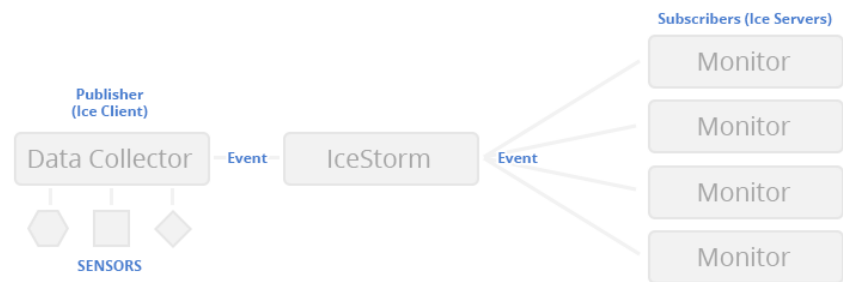 Subscribers (Ice Servers)
Monitor
Publisher
(Ice Client)
Monitor
Data Collector
Event
IceStorm
Event
Monitor
SENSORS
Monitor